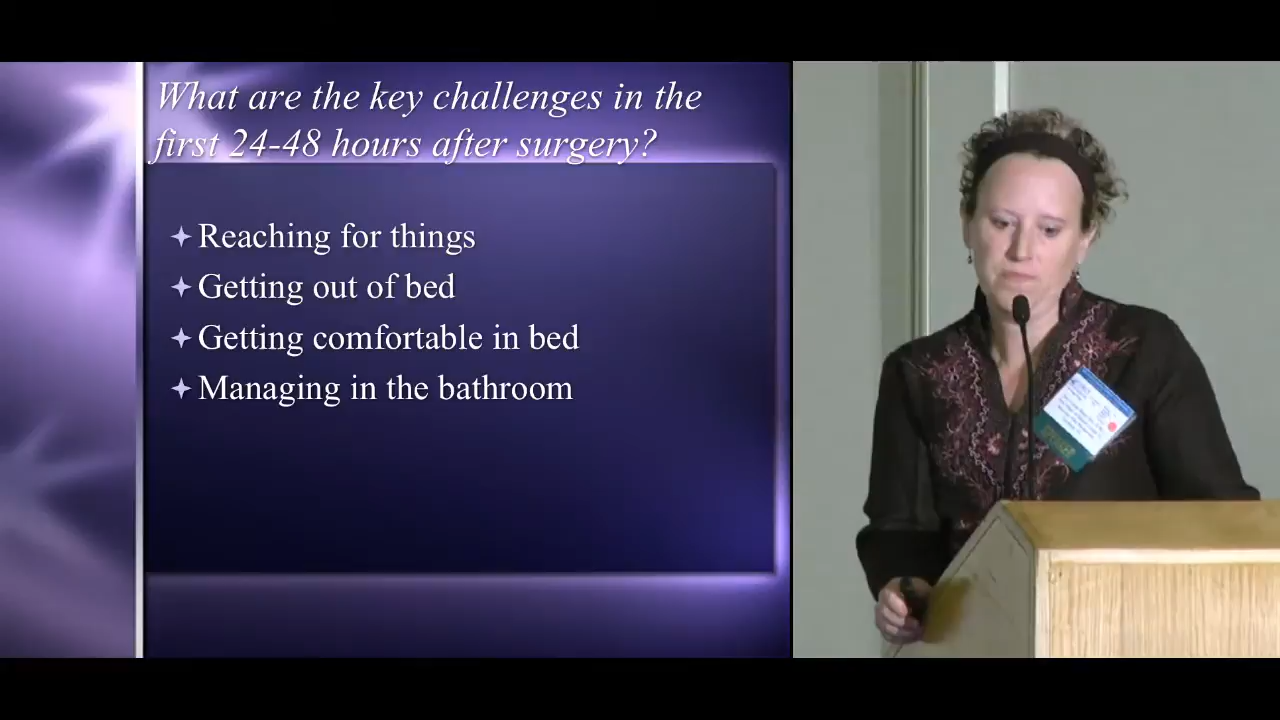 What are the key challenges in the
first 24-48 hours after surgery?
Reaching for things
Getting out of bed
Getting comfortable in bed
Managing in the bathroom